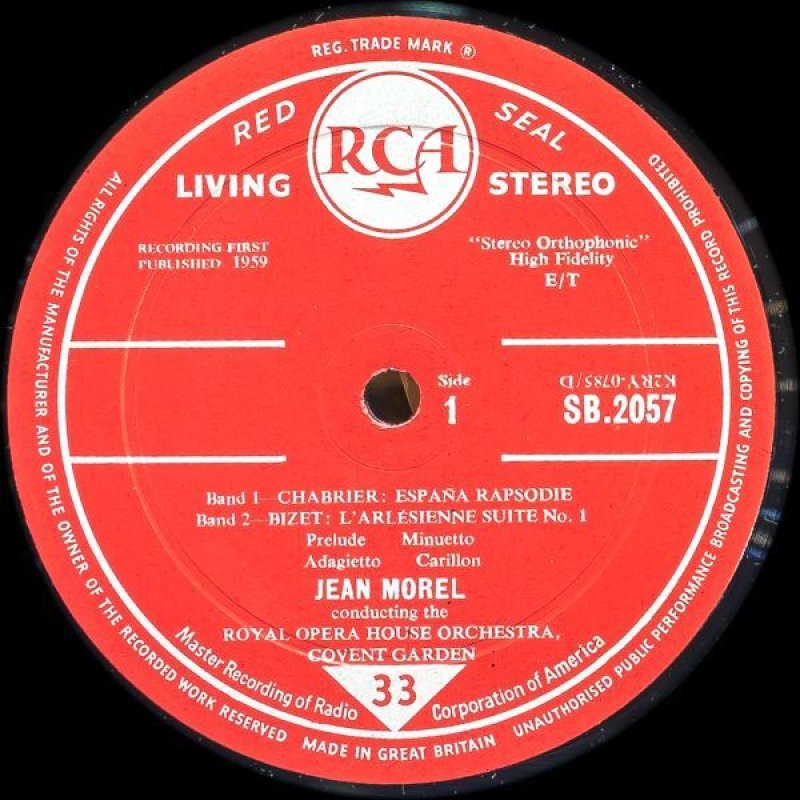 REG. TRADE MARK ®
RED SEAL
RCA
LIVING STEREO
RECORDING FIRST
PUBLISHED 1959
"Stereo Orthophonic"
High Fidelity
E/T
Side
1
K2RY-0785/D
SB.2057
Band 1—CHABRIER: ESPAÑA RAPSODIE
Band 2—BIZET: L'ARLÉSIENNE SUITE No. 1
Prelude Minuetto
Adagietto Carillon
JEAN MOREL
conducting the
ROYAL OPERA HOUSE ORCHESTRA,
COVENT GARDEN
33
Master Recording of Radio Corporation of America
ALL RIGHTS OF THE MANUFACTURER AND OF THE OWNER OF THE RECORDED WORK RESERVED
MADE IN GREAT BRITAIN
UNAUTHORISED PUBLIC PERFORMANCE BROADCASTING AND COPYING OF THIS RECORD PROHIBITED